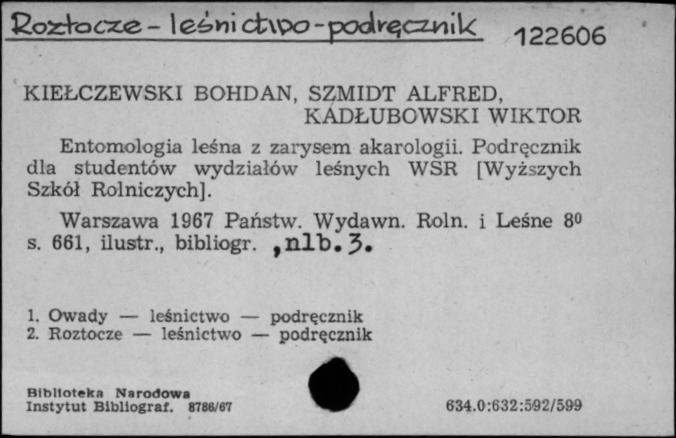 Roztocze - leśnictwo - podręcznik 122606
KIEŁCZEWSKI BOHDAN, SZMIDT ALFRED,
KADŁUBOWSKI WIKTOR
Entomologia leśna z zarysem akarologii. Podręcznik
dla studentów wydziałów leśnych WSR [Wyższych
Szkół Rolniczych].
Warszawa 1967 Państw. Wydawn. Roln. i Leśne 8⁰
s. 661, ilustr., bibliogr. ,nlb.3.
1. Owady — leśnictwo — podręcznik
2. Roztocze — leśnictwo — podręcznik
Biblioteka Narodowa
Instytut Bibliograf. 8786/67 634.0:632:592/599